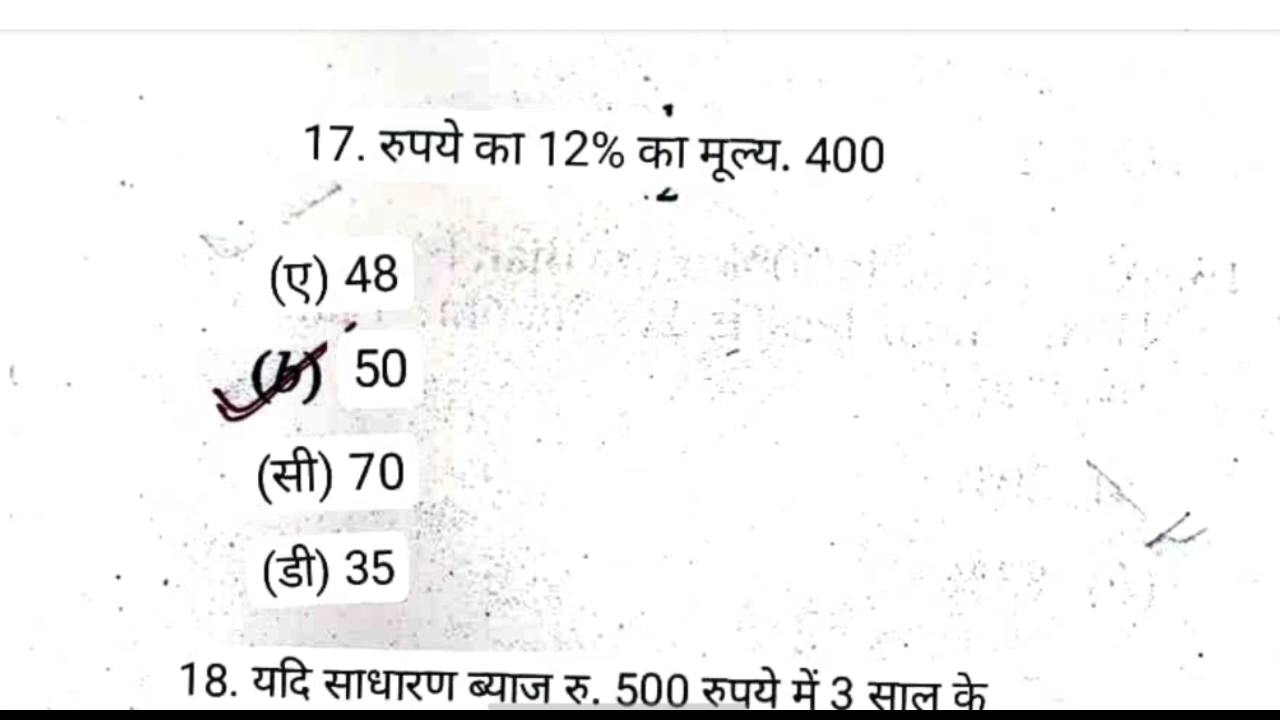 17. रुपये का 12% का मूल्य. 400
(ए) 48
(b) 50
(सी) 70
(डी) 35
18. यदि साधारण ब्याज रु. 500 रुपये में 3 साल के